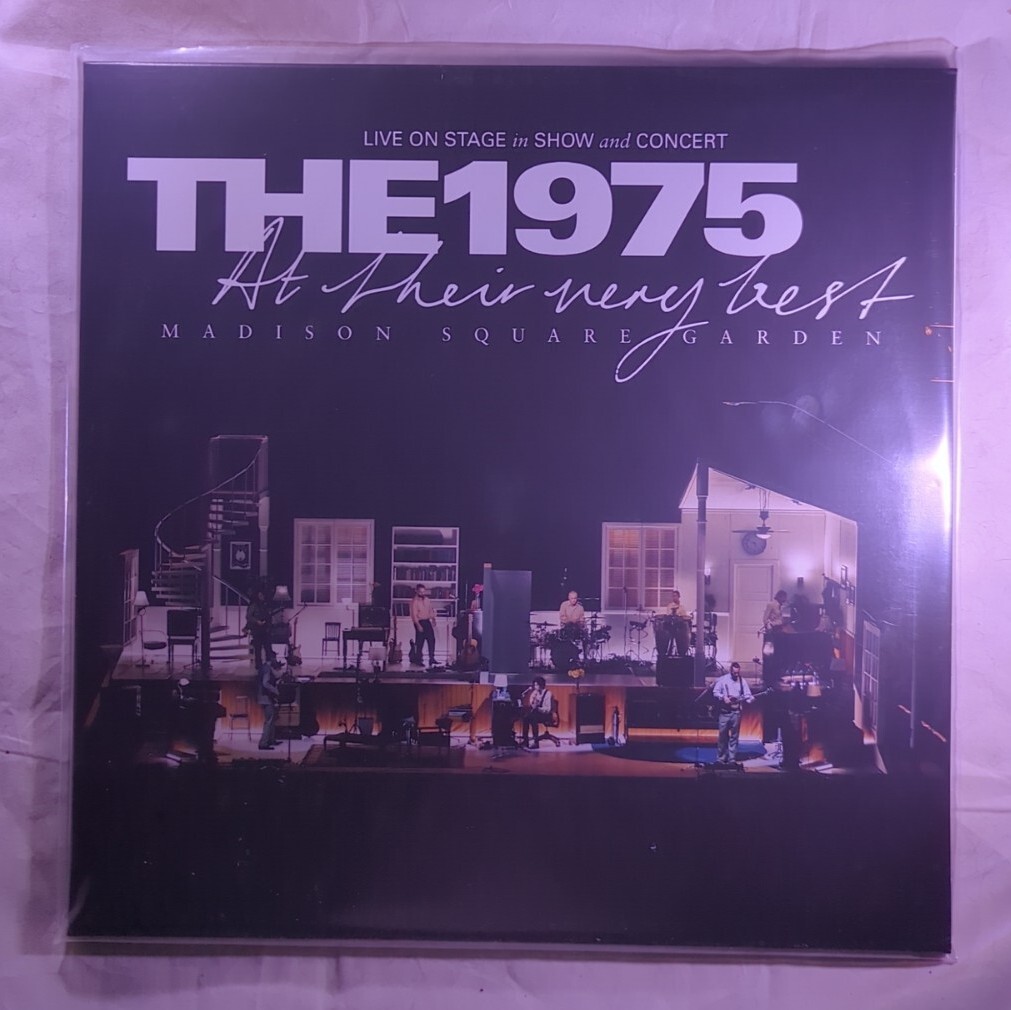 LIVE ON STAGE in SHOW and CONCERT
THE 1975
At their very best
MADISON SQUARE GARDEN